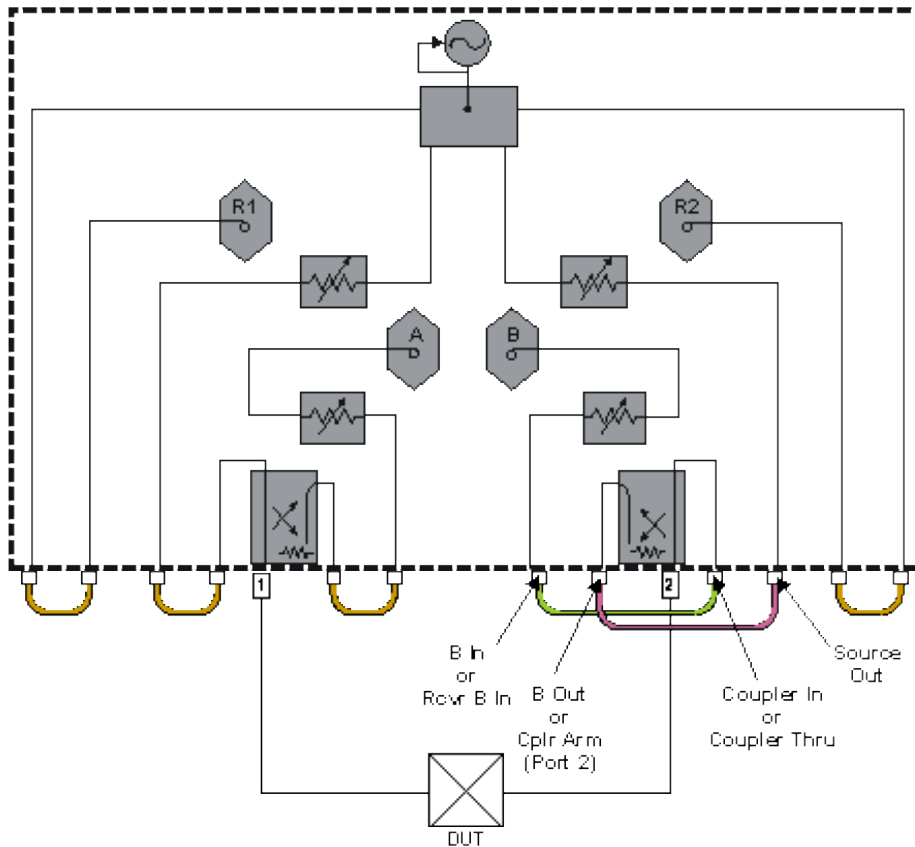 R1
R2
A
B
1
2
B In
or
Rcvr B In
B Out
or
Cplr Arm
(Port 2)
Coupler In
or
Coupler Thru
Source
Out
DUT